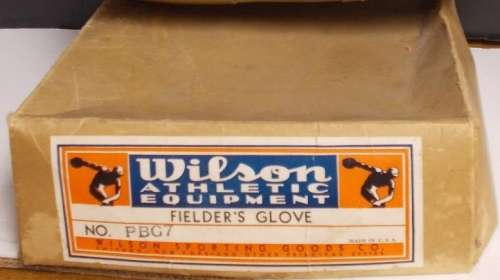 Wilson
ATHLETIC
EQUIPMENT
FIELDER'S GLOVE
NO. PBG7
MADE IN U.S.A.
WILSON SPORTING GOODS CO.